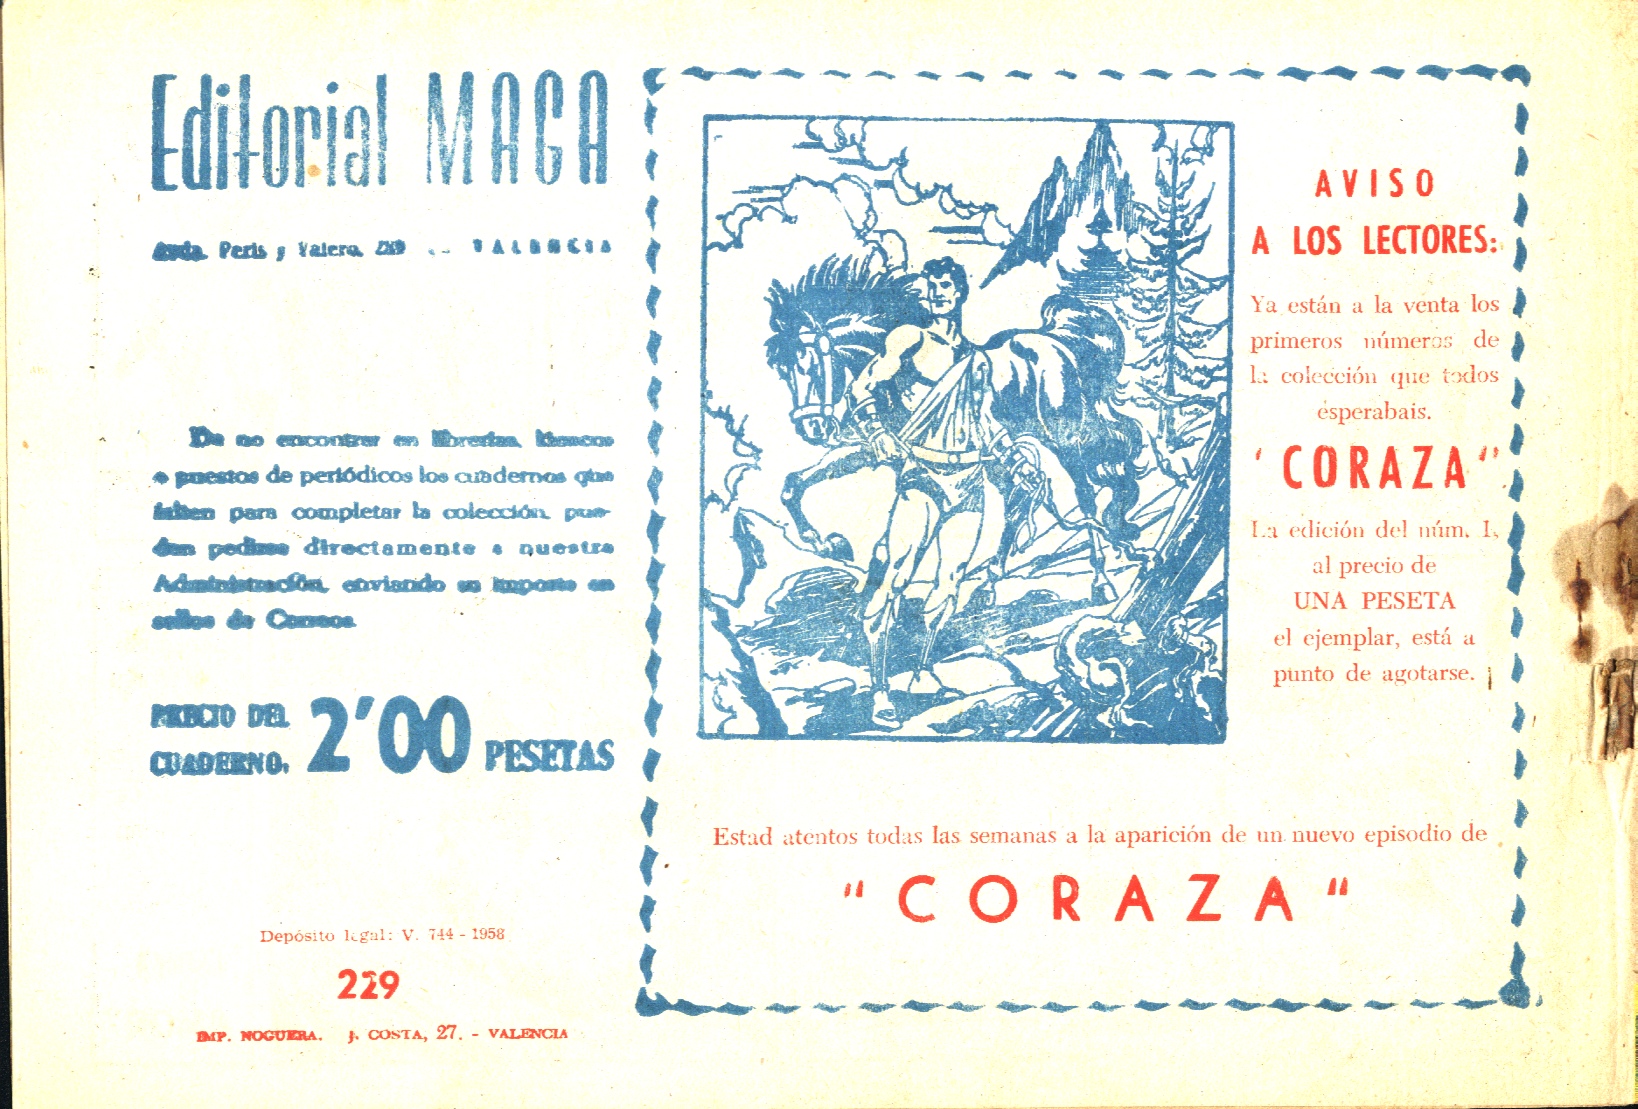 Editorial MAGA
Avda. Peris y Valero, 289 -- VALENCIA
De no encontrar en librerías, kioscos
o puestos de periódicos los cuadernos que
falten para completar la colección, pue-
den pedirse directamente a nuestra
Administración, enviando su importe en
sellos de Correos.
PRECIO DEL
CUADERNO, 2'00 PESETAS
Depósito legal: V. 744 - 1958
229
IMP. NOGUERA. J. COSTA, 27. - VALENCIA
AVISO
A LOS LECTORES:
Ya están a la venta los
primeros números de
la colección que todos
esperabais.
'CORAZA"
La edición del núm. 1,
al precio de
UNA PESETA
el ejemplar, está a
punto de agotarse.
Estad atentos todas las semanas a la aparición de un nuevo episodio de
"CORAZA"